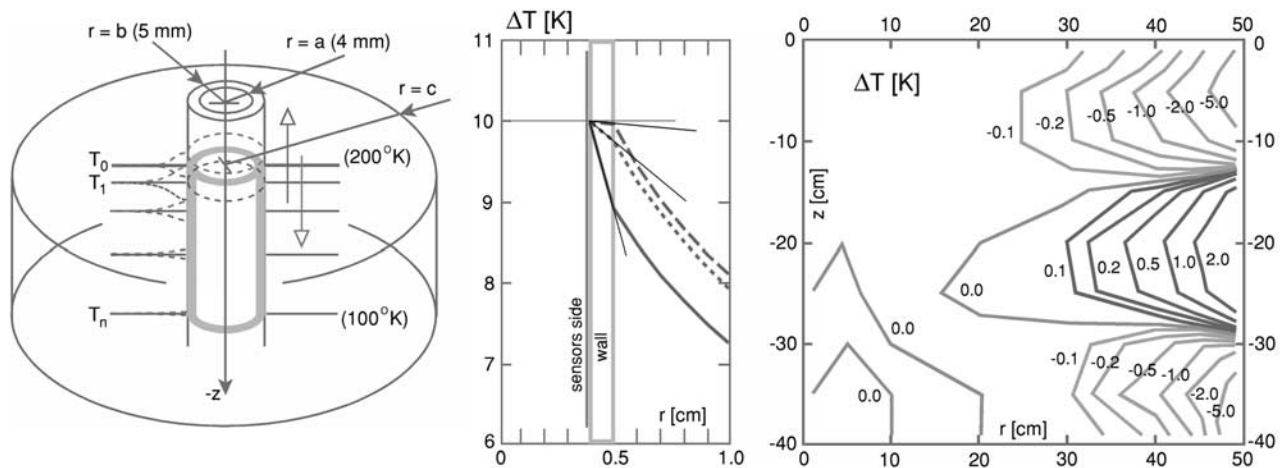 r = b (5 mm)
r = a (4 mm)
r = c
T0
(200°K)
T1
Tn
(100°K)
-z
ΔT [K]
11
10
9
8
7
6
sensors side
wall
r [cm]
0
0.5
1.0
ΔT [K]
0
-10
-20
-30
-40
z [cm]
0
-10
-20
-30
-40
-0.1
-0.2
-0.5
-1.0
-2.0
-5.0
0.0
0.1
0.2
0.5
1.0
2.0
0.0
0.0
-0.1
-0.2
-0.5
-1.0
-2.0
-5.0
r [cm]
0
10
20
30
40
50